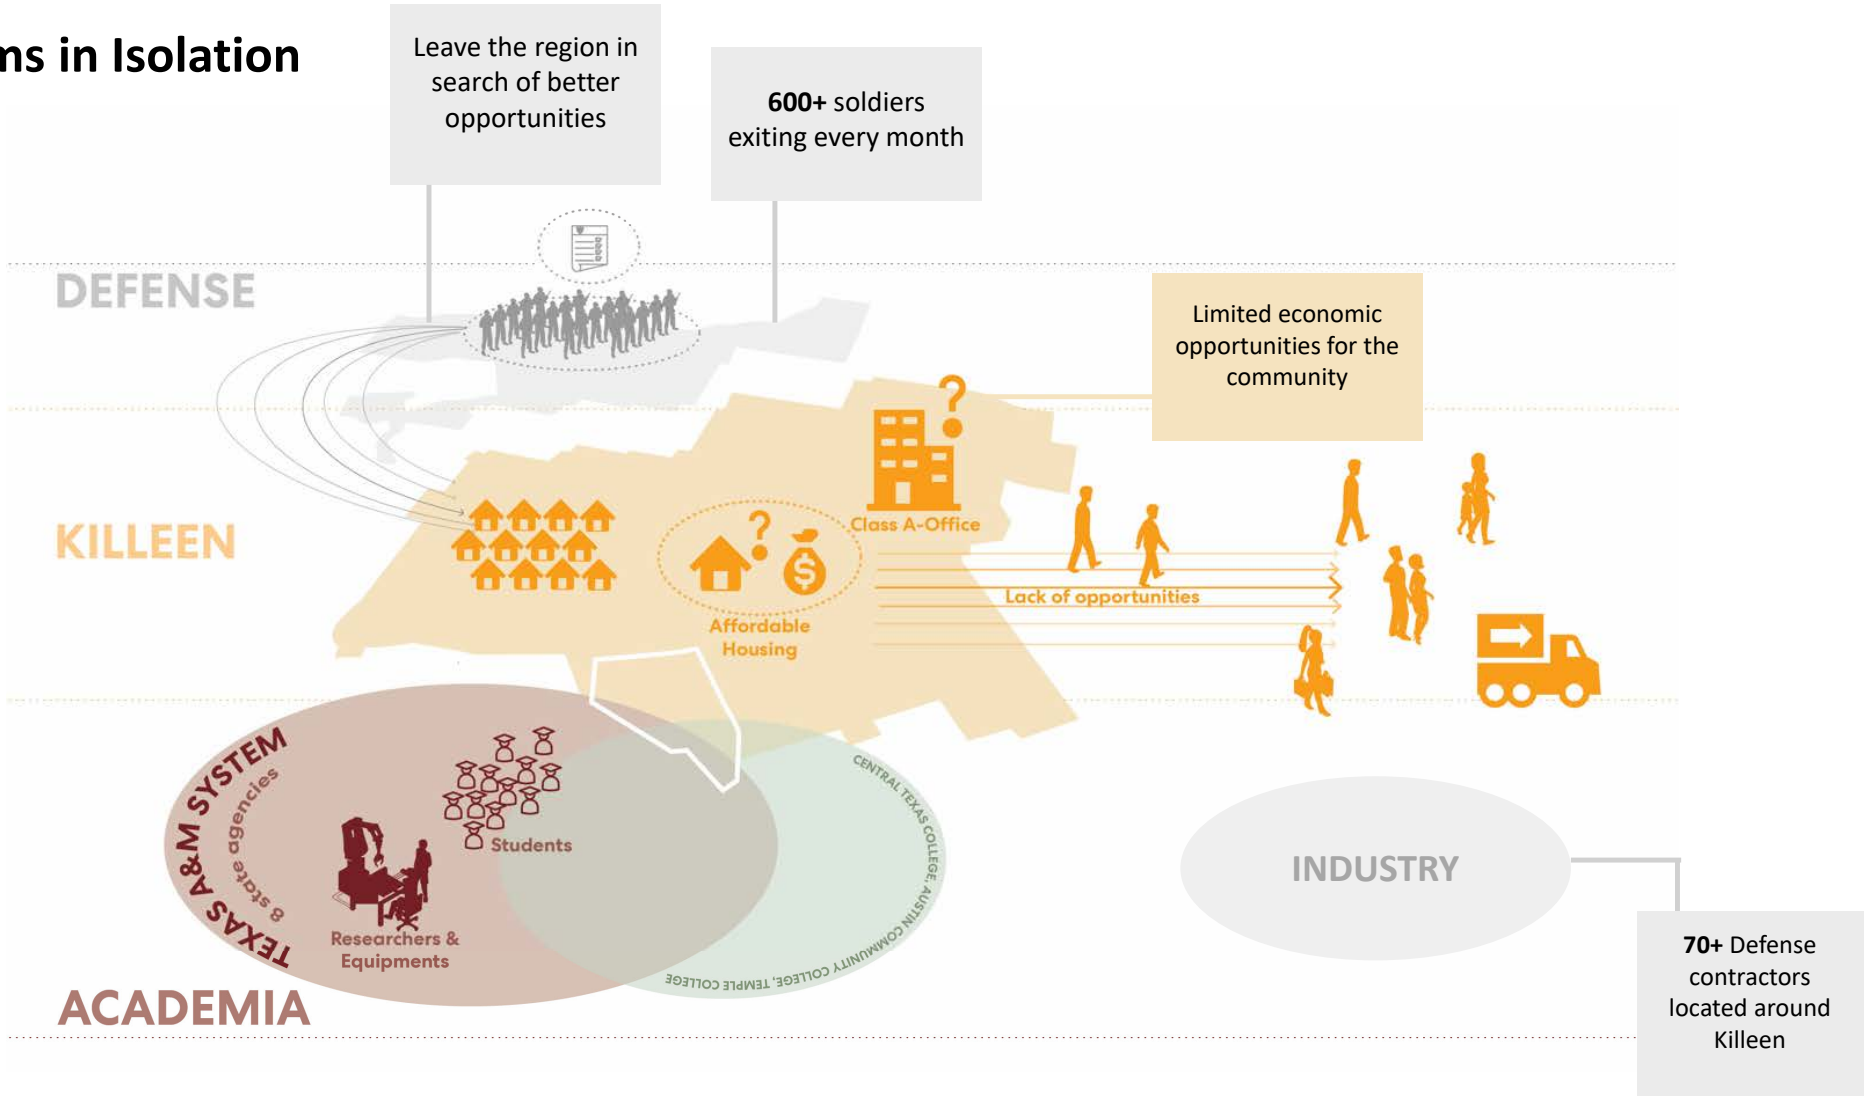 ms in Isolation
Leave the region in
search of better
opportunities
600+ soldiers
exiting every month
DEFENSE
Limited economic
opportunities for the
community
KILLEEN
Class A-Office
Lack of opportunities
Affordable
Housing
TEXAS A&M SYSTEM
8 state agencies
Students
Researchers &
Equipments
CENTRAL TEXAS COLLEGE, AUSTIN COMMUNITY COLLEGE, TEMPLE COLLEGE
ACADEMIA
INDUSTRY
70+ Defense
contractors
located around
Killeen